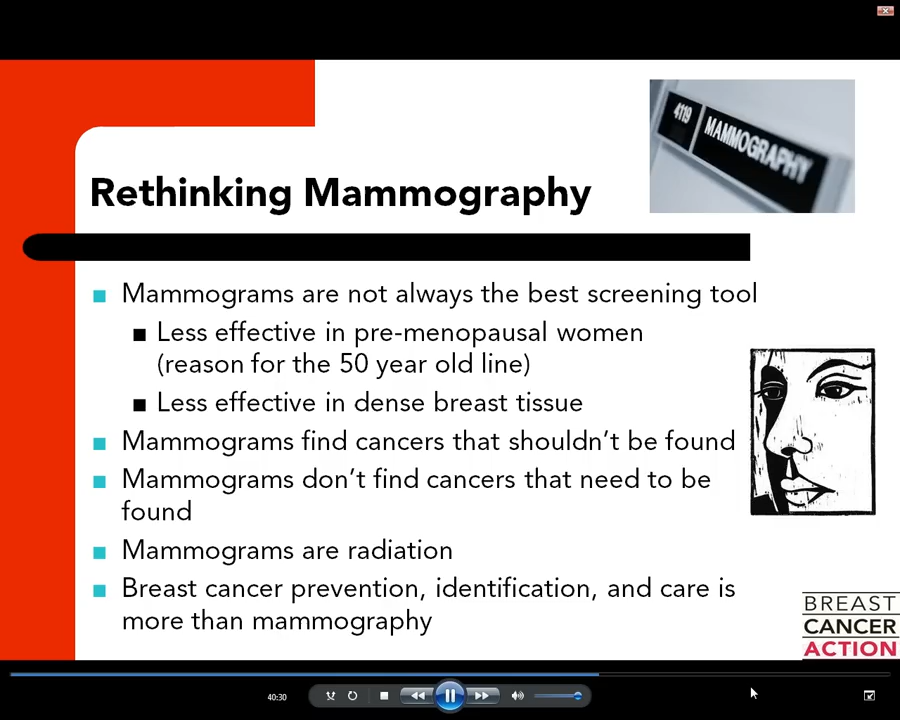 4119 MAMMOGRAPHY
Rethinking Mammography
Mammograms are not always the best screening tool
Less effective in pre-menopausal women
(reason for the 50 year old line)
Less effective in dense breast tissue
Mammograms find cancers that shouldn't be found
Mammograms don't find cancers that need to be
found
Mammograms are radiation
Breast cancer prevention, identification, and care is
more than mammography
BREAST
CANCER
ACTION
40:30